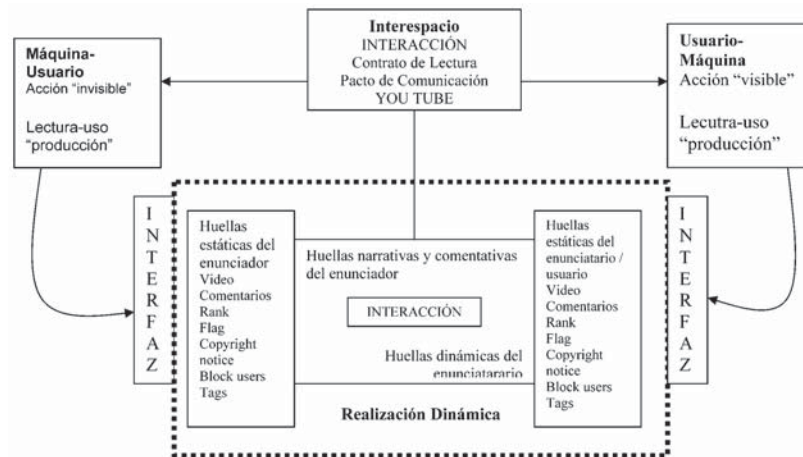 Interespacio
INTERACCIÓN
Contrato de Lectura
Pacto de Comunicación
YOU TUBE
Máquina-
Usuario
Acción “invisible”
Lectura-uso
“producción”
Usuario-
Máquina
Acción “visible”
Lecutra-uso
“producción”
INTERFAZ
Huellas
estáticas del
enunciador
Video
Comentarios
Rank
Flag
Copyright
notice
Block users
Tags
Huellas narrativas y comentativas
del enunciador
INTERACCIÓN
Huellas dinámicas del
enunciatarario
Huellas
estáticas del
enunciatario /
usuario
Video
Comentarios
Rank
Flag
Copyright
notice
Block users
Tags
INTERFAZ
Realización Dinámica